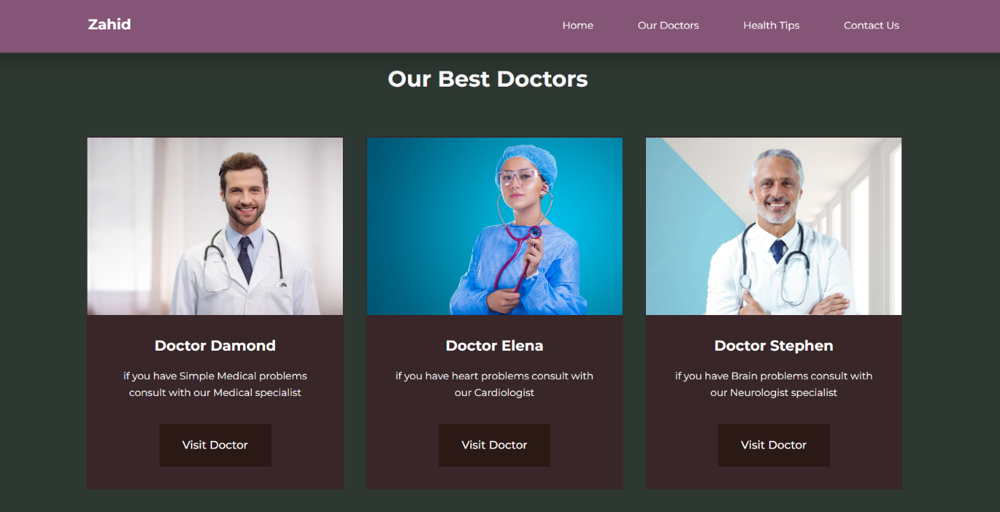 Zahid
Home
Our Doctors
Health Tips
Contact Us
Our Best Doctors
Doctor Damond
if you have Simple Medical problems
consult with our Medical specialist
Visit Doctor
Doctor Elena
if you have heart problems consult with
our Cardiologist
Visit Doctor
Doctor Stephen
if you have Brain problems consult with
our Neurologist specialist
Visit Doctor